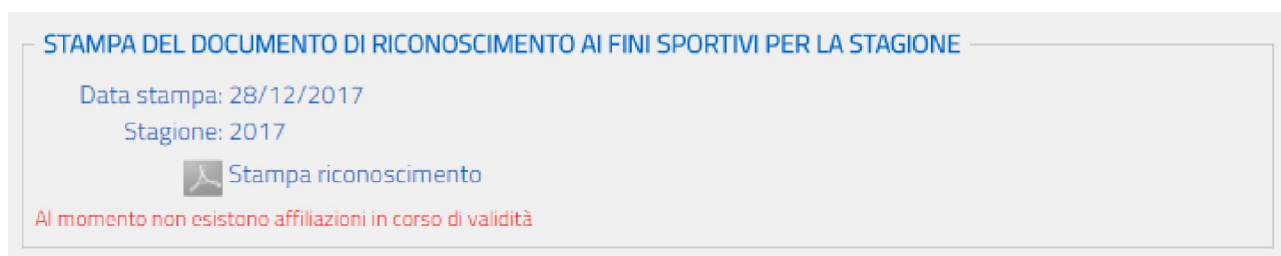 STAMPA DEL DOCUMENTO DI RICONOSCIMENTO AI FINI SPORTIVI PER LA STAGIONE
Data stampa: 28/12/2017
Stagione: 2017
Stampa riconoscimento
Al momento non esistono affiliazioni in corso di validità